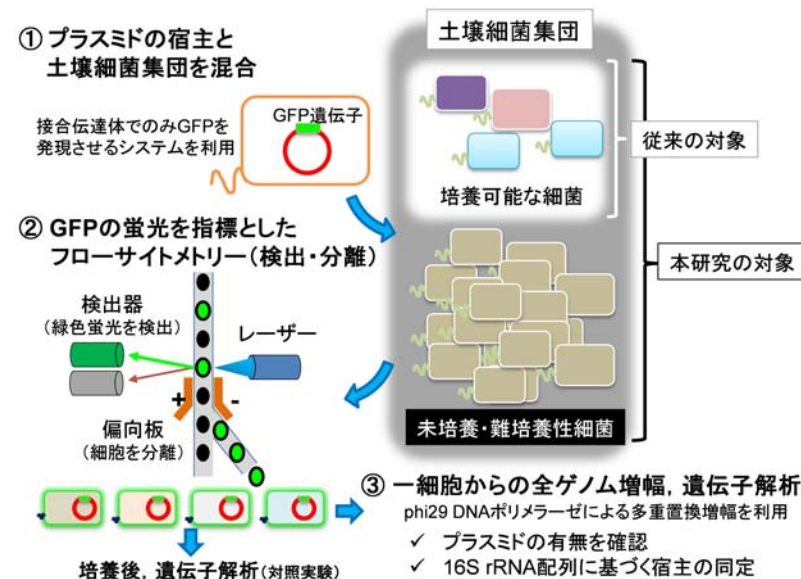 ① プラスミドの宿主と
土壌細菌集団を混合
接合伝達体でのみGFPを
発現させるシステムを利用
GFP遺伝子
土壌細菌集団
培養可能な細菌
従来の対象
本研究の対象
未培養・難培養性細菌
② GFPの蛍光を指標とした
フローサイトメトリー(検出・分離)
検出器
(緑色蛍光を検出)
レーザー
+
-
偏向板
(細胞を分離)
培養後, 遺伝子解析(対照実験)
③ 一細胞からの全ゲノム増幅, 遺伝子解析
phi29 DNAポリメラーゼによる多重置換増幅を利用
✓ プラスミドの有無を確認
✓ 16S rRNA配列に基づく宿主の同定